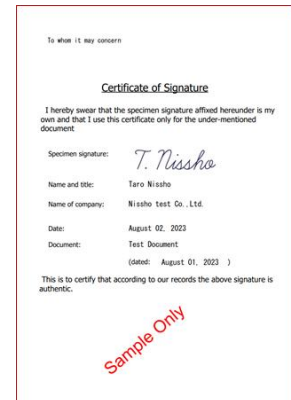 To whom it may concern
Certificate of Signature
I hereby swear that the specimen signature affixed hereunder is my
own and that I use this certificate only for the under-mentioned
document
Specimen signature: T. Nissho
Name and title: Taro Nissho
Name of company: Nissho test Co.,Ltd.
Date: August 02, 2023
Document: Test Document
(dated: August 01, 2023 )
This is to certify that according to our records the above signature is
authentic.
Sample Only